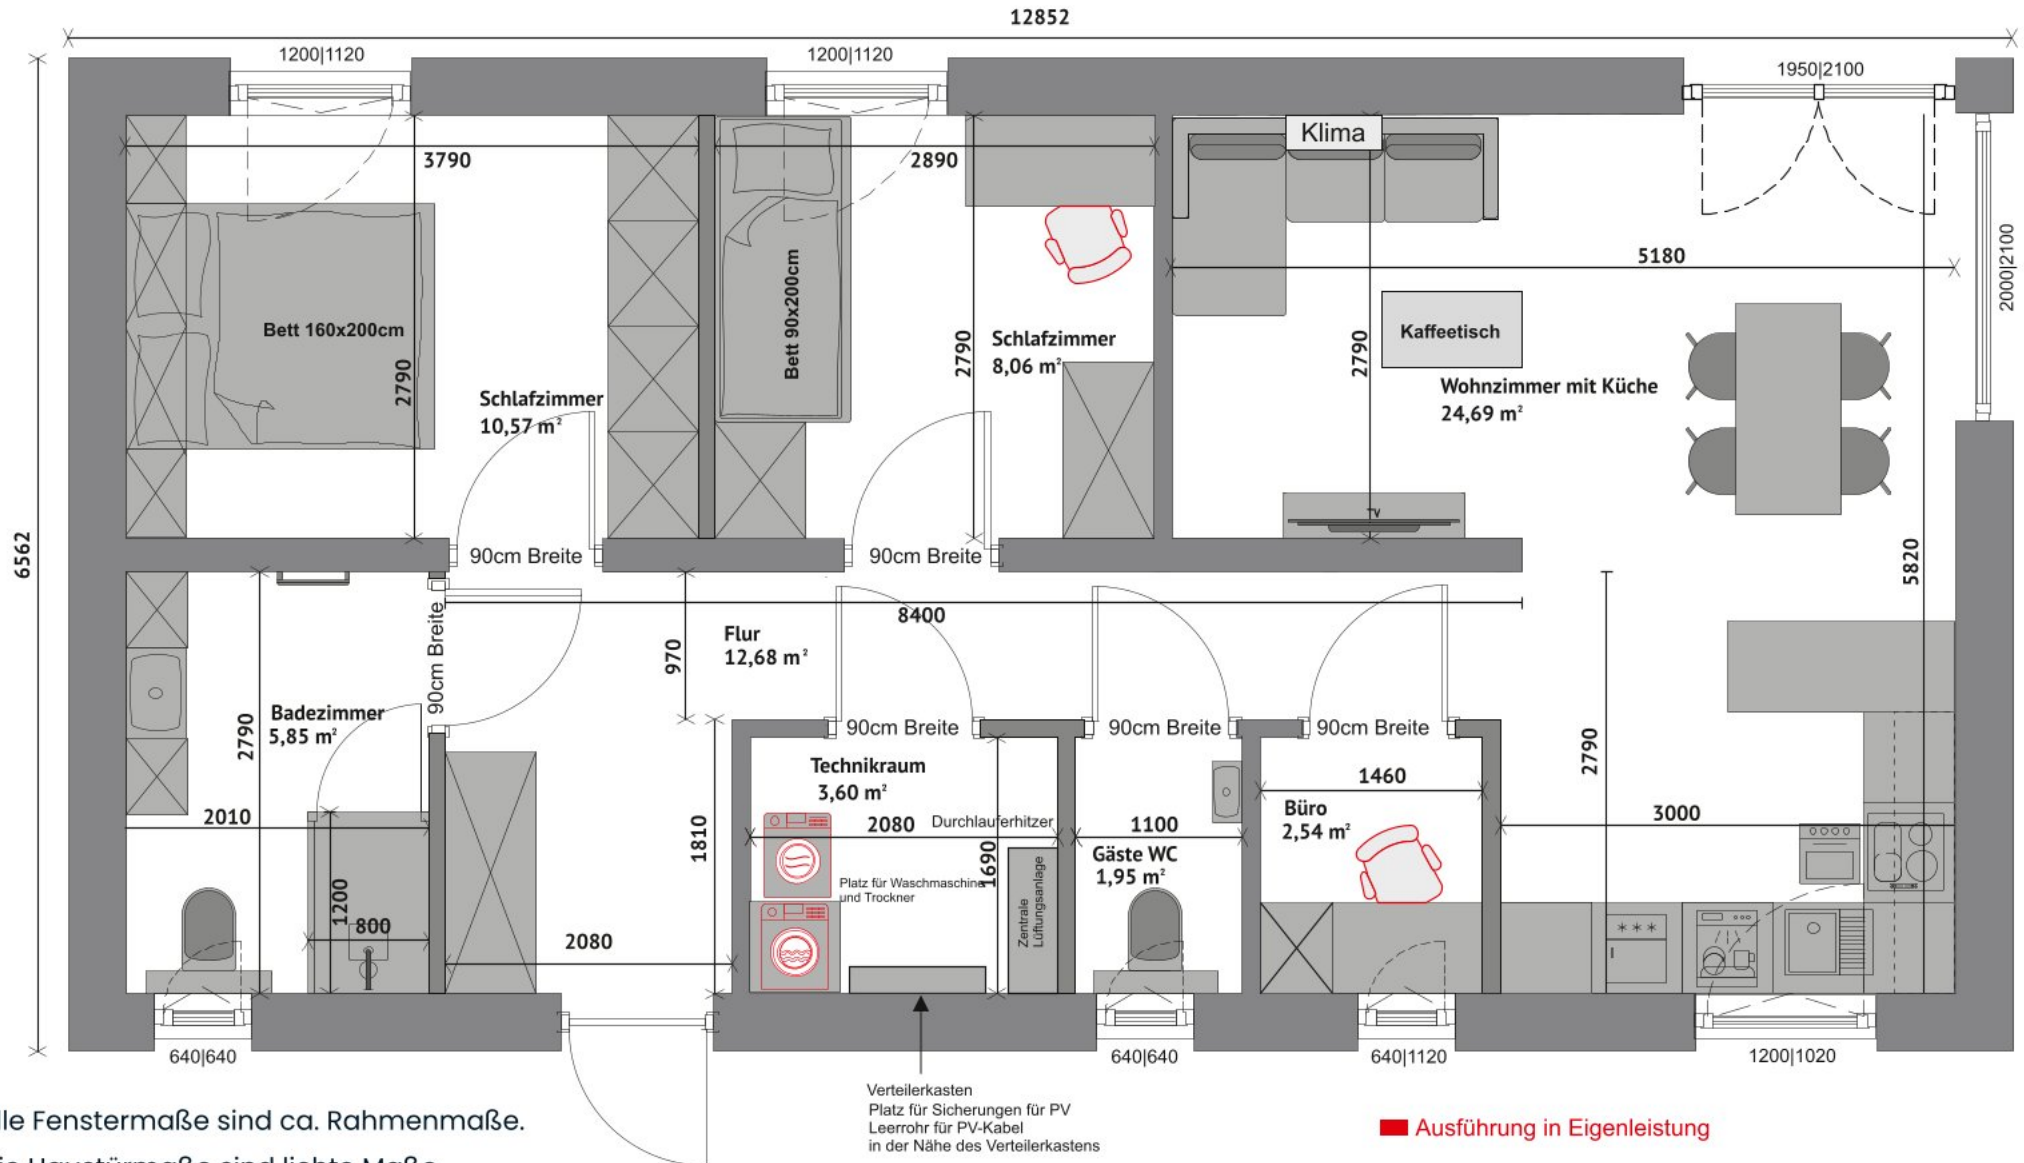 12852
1200|1120
1200|1120
1950|2100
Klima
3790
2890
5180
2000|2100
Bett 160x200cm
Bett 90x200cm
2790
2790
2790
Schlafzimmer
8,06 m²
Kaffeetisch
Schlafzimmer
10,57 m²
Wohnzimmer mit Küche
24,69 m²
TV
6562
5820
90cm Breite
90cm Breite
90cm Breite
8400
Flur
12,68 m²
970
Badezimmer
5,85 m²
2790
90cm Breite
90cm Breite
90cm Breite
2790
Technikraum
3,60 m²
1460
Büro
2,54 m²
2010
1810
2080
Durchlauferhitzer
1100
3000
Gäste WC
1,95 m²
1690
Platz für Waschmaschine
und Trockner
Zentrale
Lüftungsanlage
1200
800
2080
640|640
640|640
640|1120
1200|1020
Verteilerkasten
Platz für Sicherungen für PV
Leerrohr für PV-Kabel
in der Nähe des Verteilerkastens
lle Fenstermaße sind ca. Rahmenmaße.
Ausführung in Eigenleistung
Haustürmaße sind lichte Maße